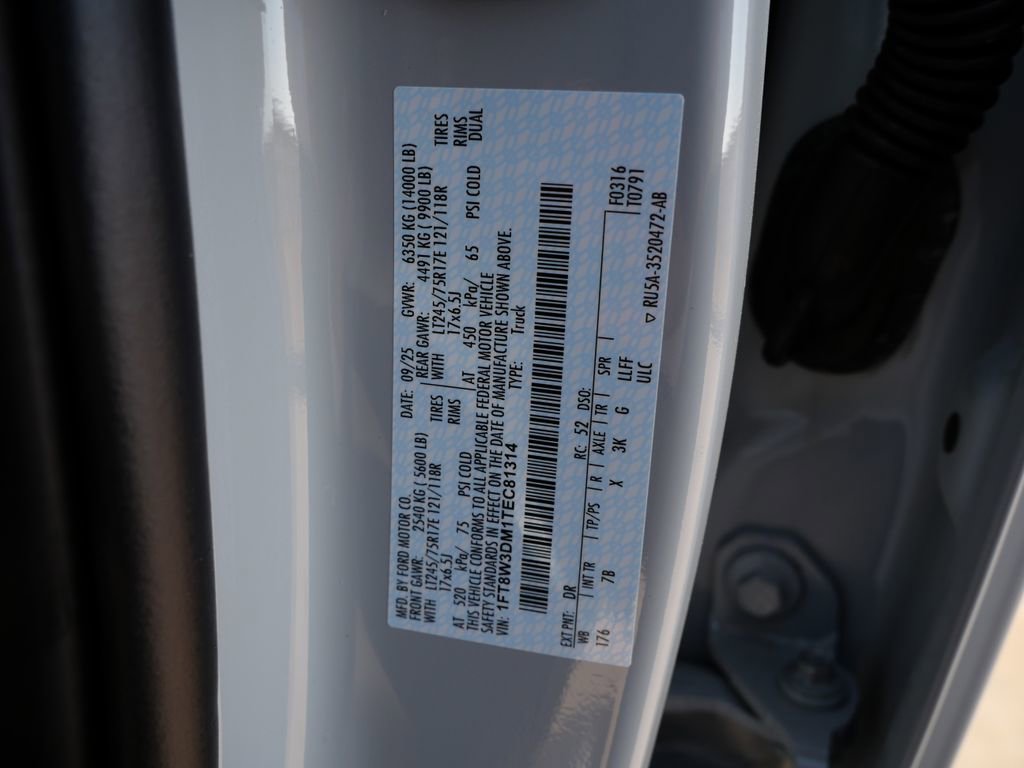 MFD. BY FORD MOTOR CO.
DATE: 09/25 GVWR: 6350 KG (14000 LB)
FRONT GAWR: 2540 KG ( 5600 LB) REAR GAWR: 4491 KG ( 9900 LB)
WITH LT245/75R17E 121/118R TIRES WITH LT245/75R17E 121/118R TIRES
17x6.5J RIMS 17x6.5J RIMS
AT 520 kPa/ 75 PSI COLD AT 450 kPa/ 65 PSI COLD DUAL
THIS VEHICLE CONFORMS TO ALL APPLICABLE FEDERAL MOTOR VEHICLE
SAFETY STANDARDS IN EFFECT ON THE DATE OF MANUFACTURE SHOWN ABOVE.
VIN: 1FT8W3DM1TEC81314 TYPE: Truck
EXT PNT: DR RC: 52 DSO: F0316
WB INT TR TP/PS R AXLE TR SPR T0791
176 7B X 3K G LLFF
ULC
▽ RU5A-3520472-AB